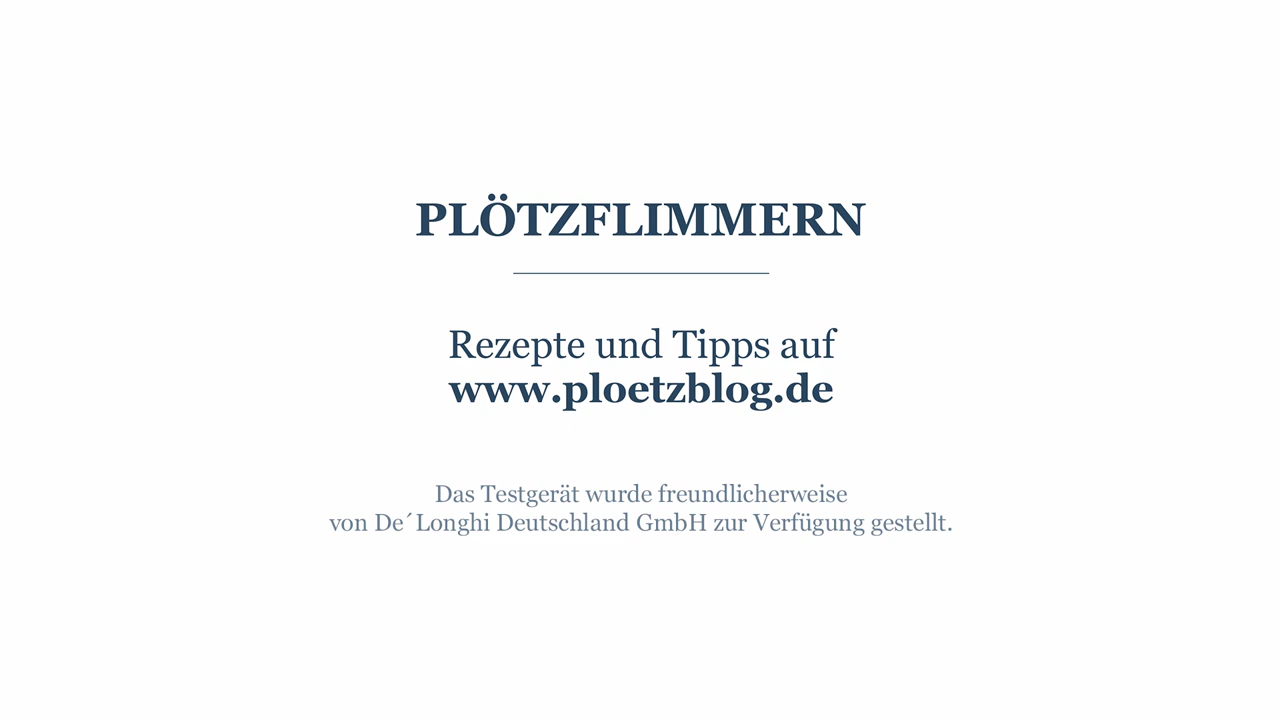 PLÖTZFLIMMERN
Rezepte und Tipps auf
www.ploetzblog.de
Das Testgerät wurde freundlicherweise
von De´Longhi Deutschland GmbH zur Verfügung gestellt.